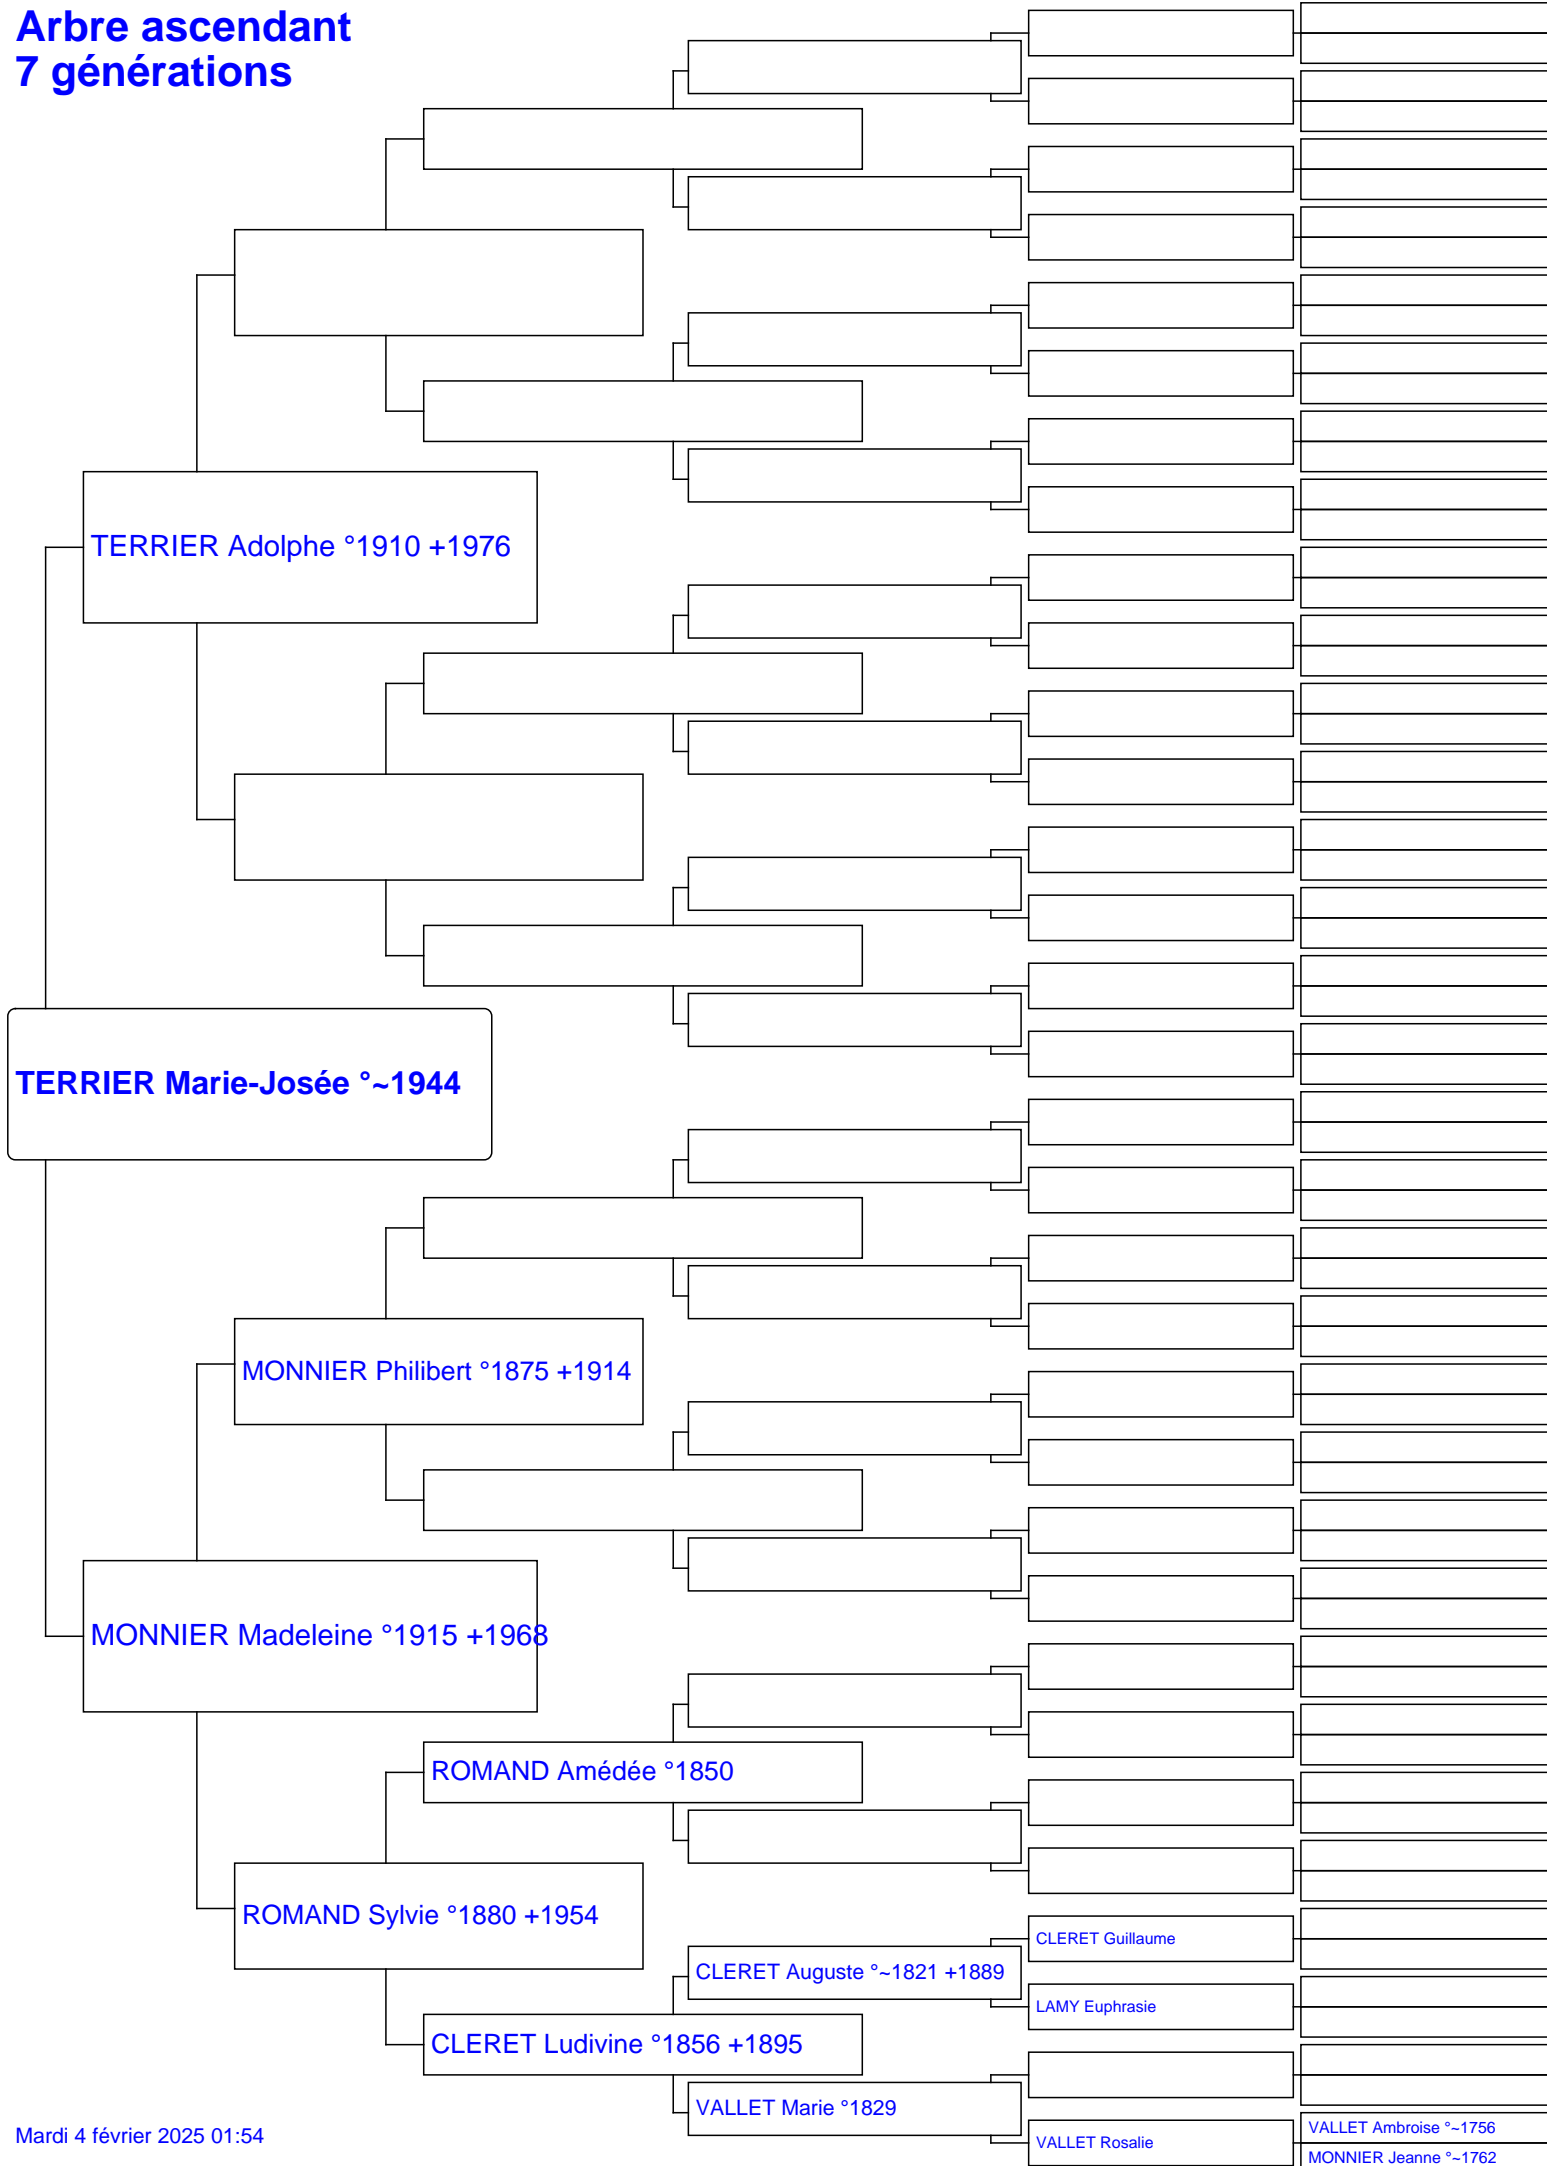 Arbre ascendant
7 générations
TERRIER Adolphe °1910 +1976
TERRIER Marie-Josée °~1944
MONNIER Philibert °1875 +1914
MONNIER Madeleine °1915 +1968
ROMAND Amédée °1850
ROMAND Sylvie °1880 +1954
CLERET Guillaume
CLERET Auguste °~1821 +1889
LAMY Euphrasie
CLERET Ludivine °1856 +1895
VALLET Marie °1829
VALLET Ambroise °~1756
VALLET Rosalie
MONNIER Jeanne °~1762
Mardi 4 février 2025 01:54